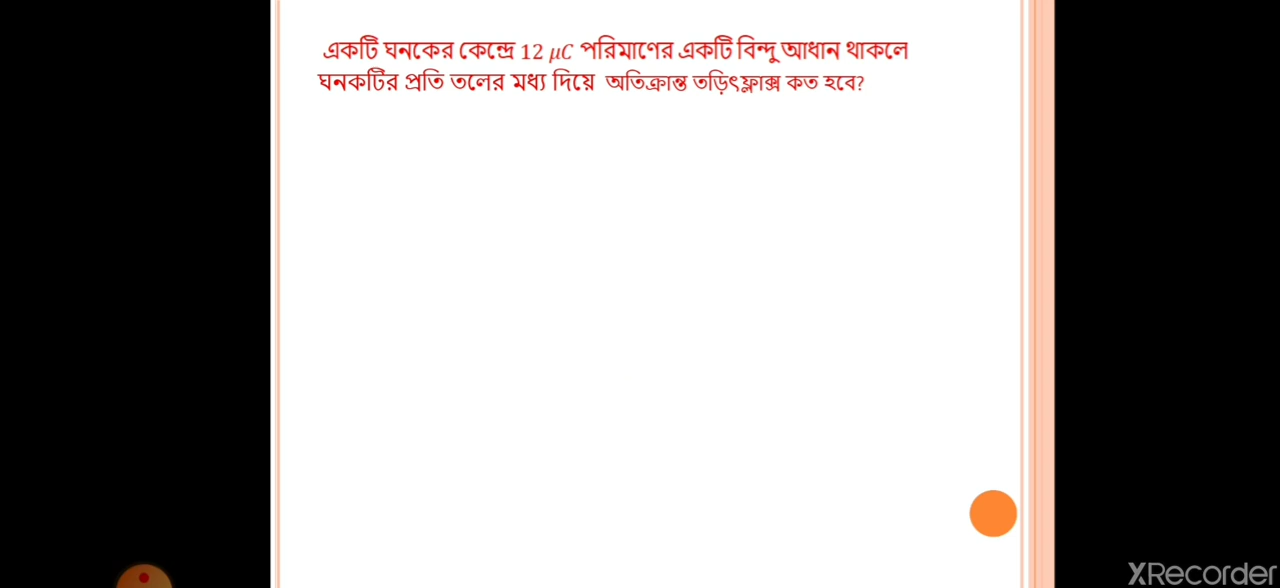 একটি ঘনকের কেন্দ্রে 12 μC পরিমাণের একটি বিন্দু আধান থাকলে
ঘনকটির প্রতি তলের মধ্য দিয়ে অতিক্রান্ত তড়িৎফ্লাক্স কত হবে?
XRecorder